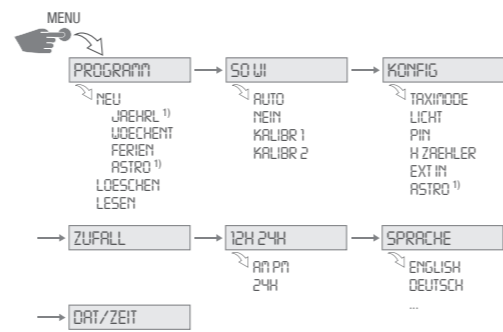 MENU
PROGRAMM
NEU
JAEHRL 1)
WOECHENT
FERIEN
ASTRO 1)
LOESCHEN
LESEN
SO WI
AUTO
NEIN
KALIBR 1
KALIBR 2
KONFIG
TAXIMODE
LICHT
PIN
H ZAEHLER
EXT IN
ASTRO 1)
ZUFALL
12H 24H
AM PM
24H
SPRACHE
ENGLISH
DEUTSCH
...
DAT/ZEIT